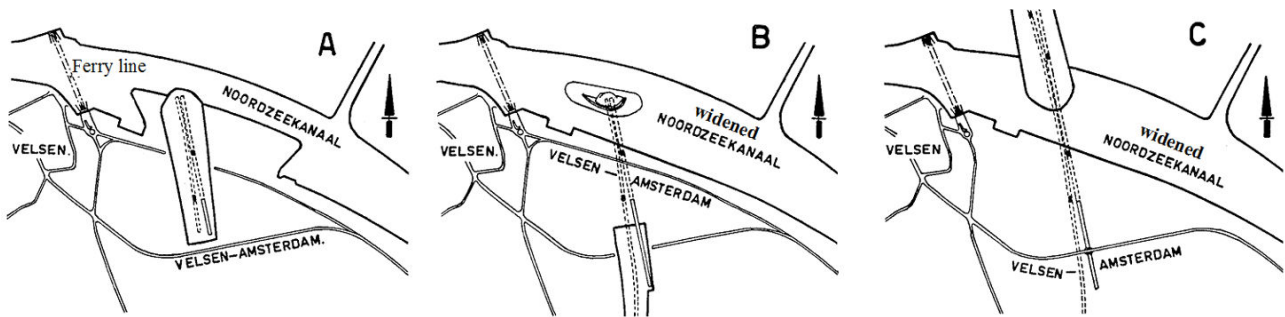 A
Ferry line
NOORDZEEKANAAL
VELSEN.
VELSEN-AMSTERDAM.
B
widened
NOORDZEEKANAAL
VELSEN.
VELSEN-AMSTERDAM
C
widened
NOORDZEEKANAAL
VELSEN
VELSEN-AMSTERDAM